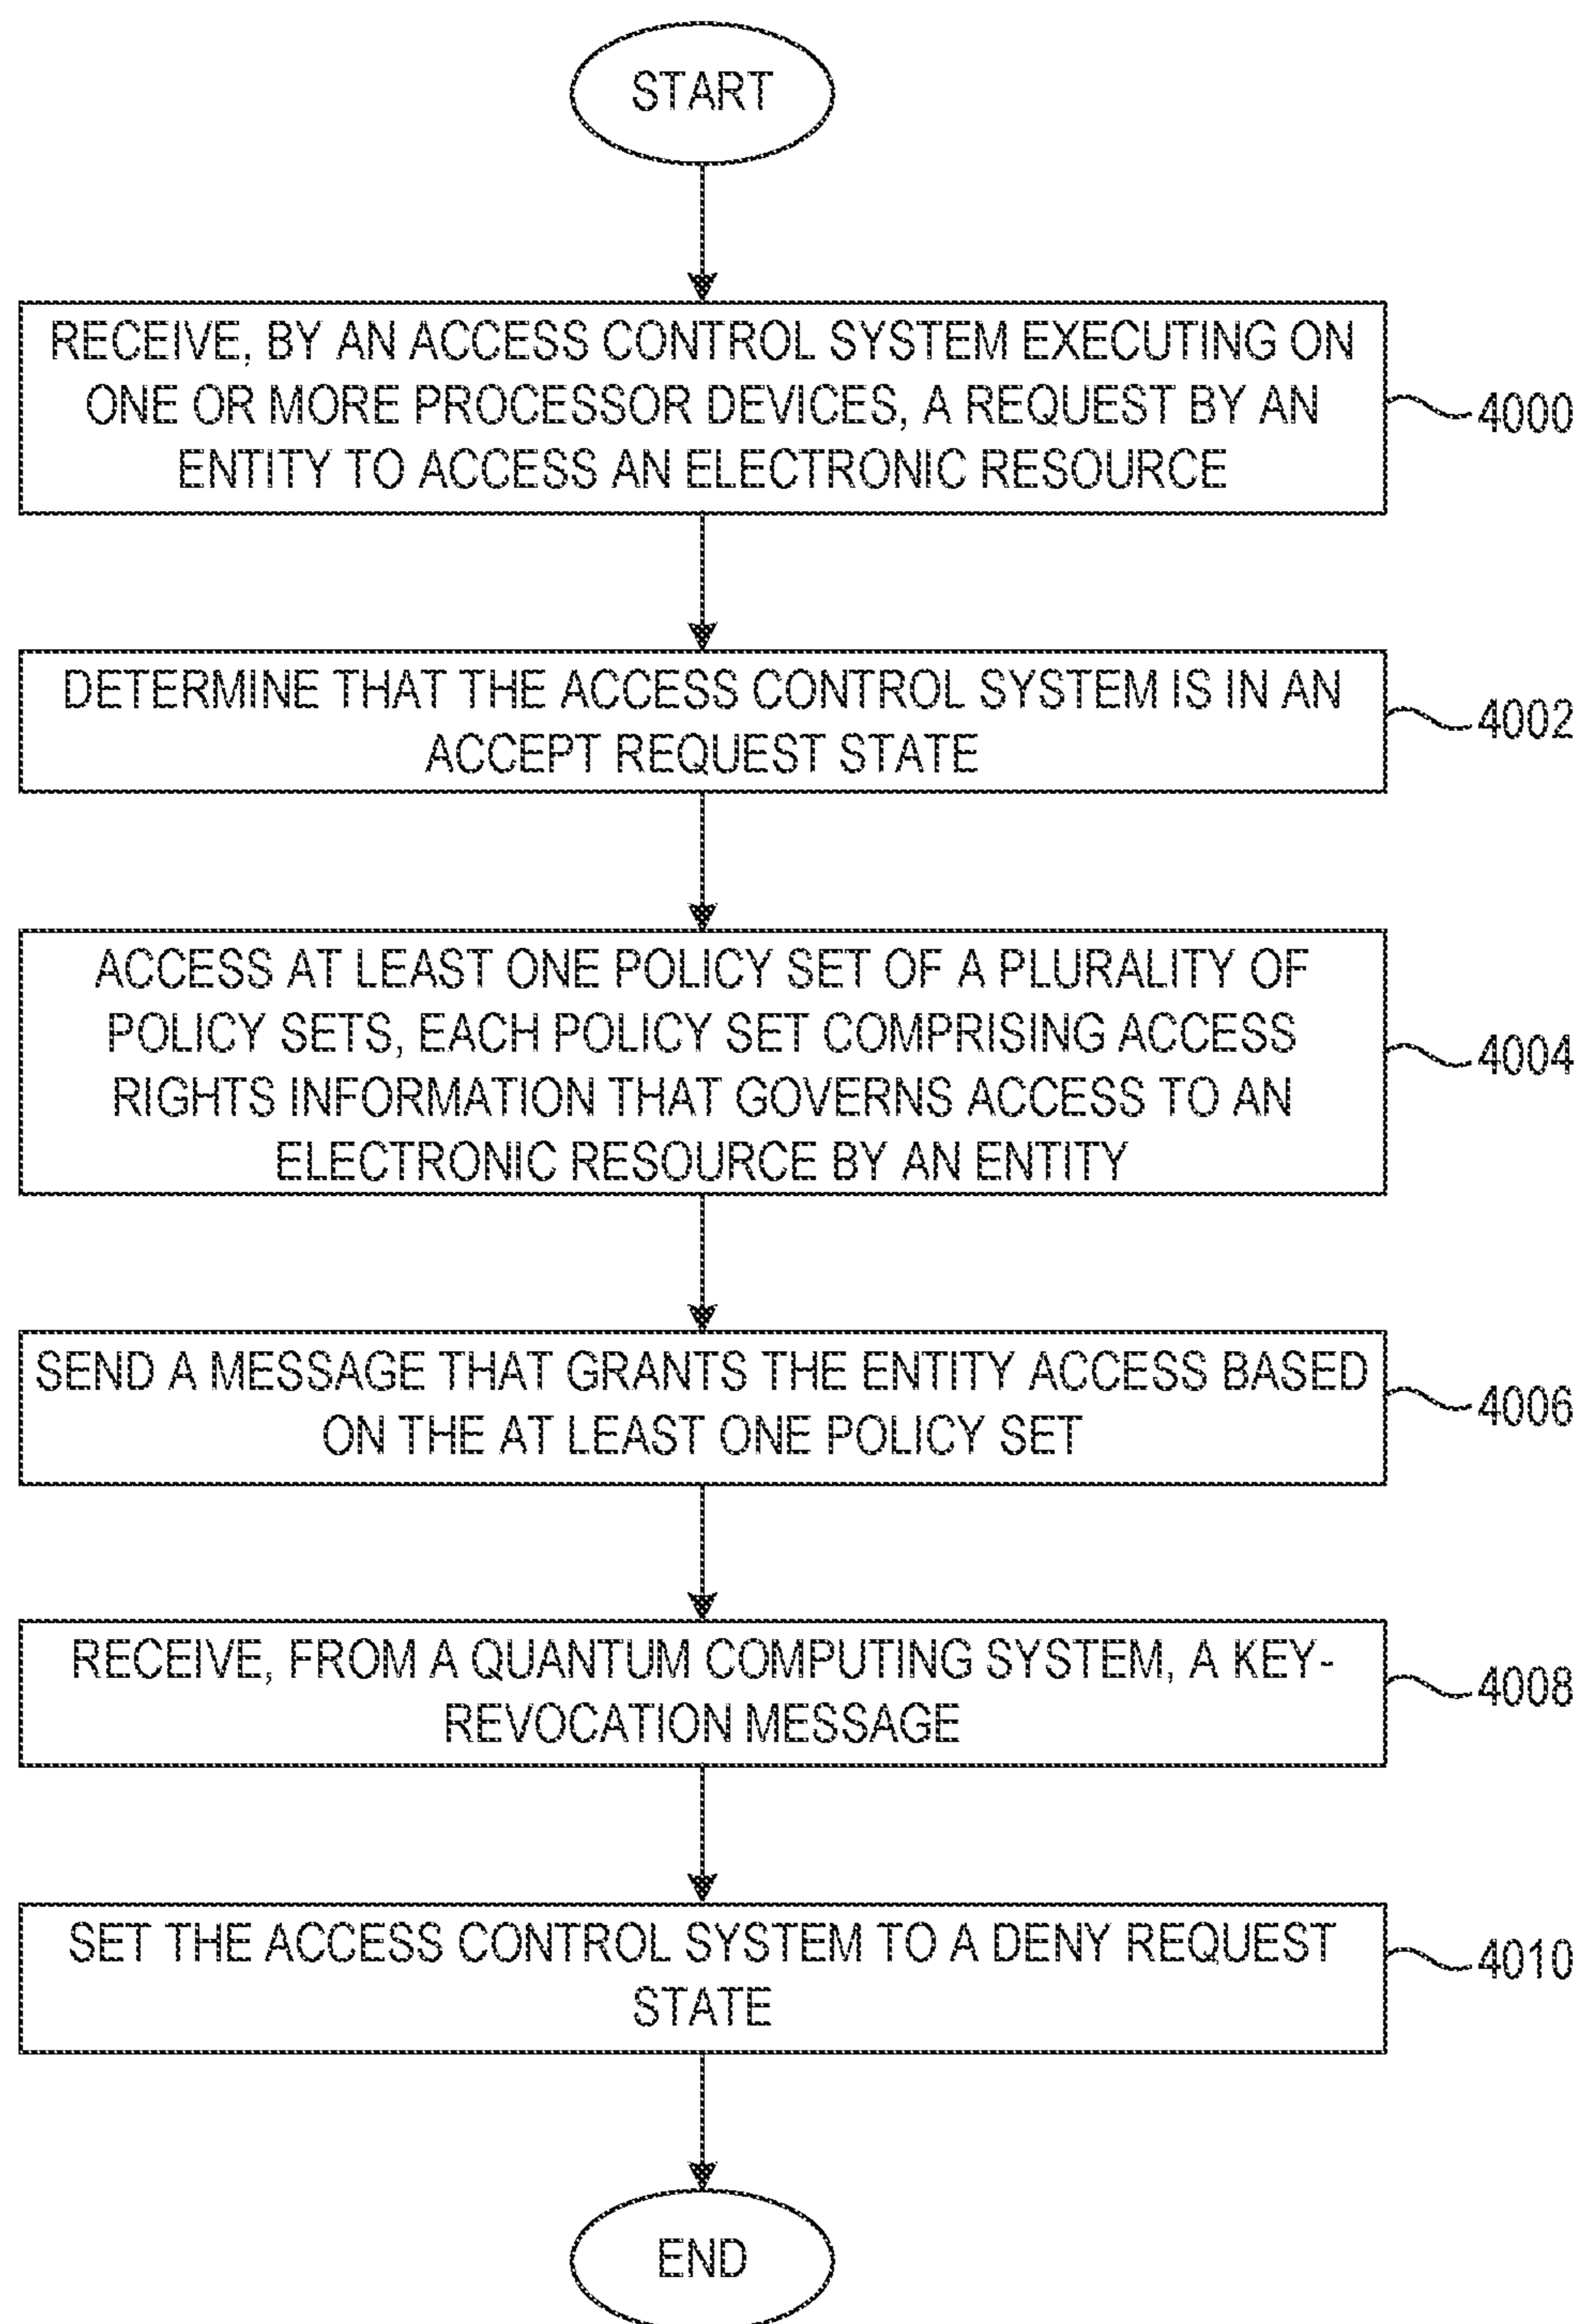 START
RECEIVE, BY AN ACCESS CONTROL SYSTEM EXECUTING ON
ONE OR MORE PROCESSOR DEVICES, A REQUEST BY AN
ENTITY TO ACCESS AN ELECTRONIC RESOURCE
4000
DETERMINE THAT THE ACCESS CONTROL SYSTEM IS IN AN
ACCEPT REQUEST STATE
4002
ACCESS AT LEAST ONE POLICY SET OF A PLURALITY OF
POLICY SETS, EACH POLICY SET COMPRISING ACCESS
RIGHTS INFORMATION THAT GOVERNS ACCESS TO AN
ELECTRONIC RESOURCE BY AN ENTITY
4004
SEND A MESSAGE THAT GRANTS THE ENTITY ACCESS BASED
ON THE AT LEAST ONE POLICY SET
4006
RECEIVE, FROM A QUANTUM COMPUTING SYSTEM, A KEY-
REVOCATION MESSAGE
4008
SET THE ACCESS CONTROL SYSTEM TO A DENY REQUEST
STATE
4010
END